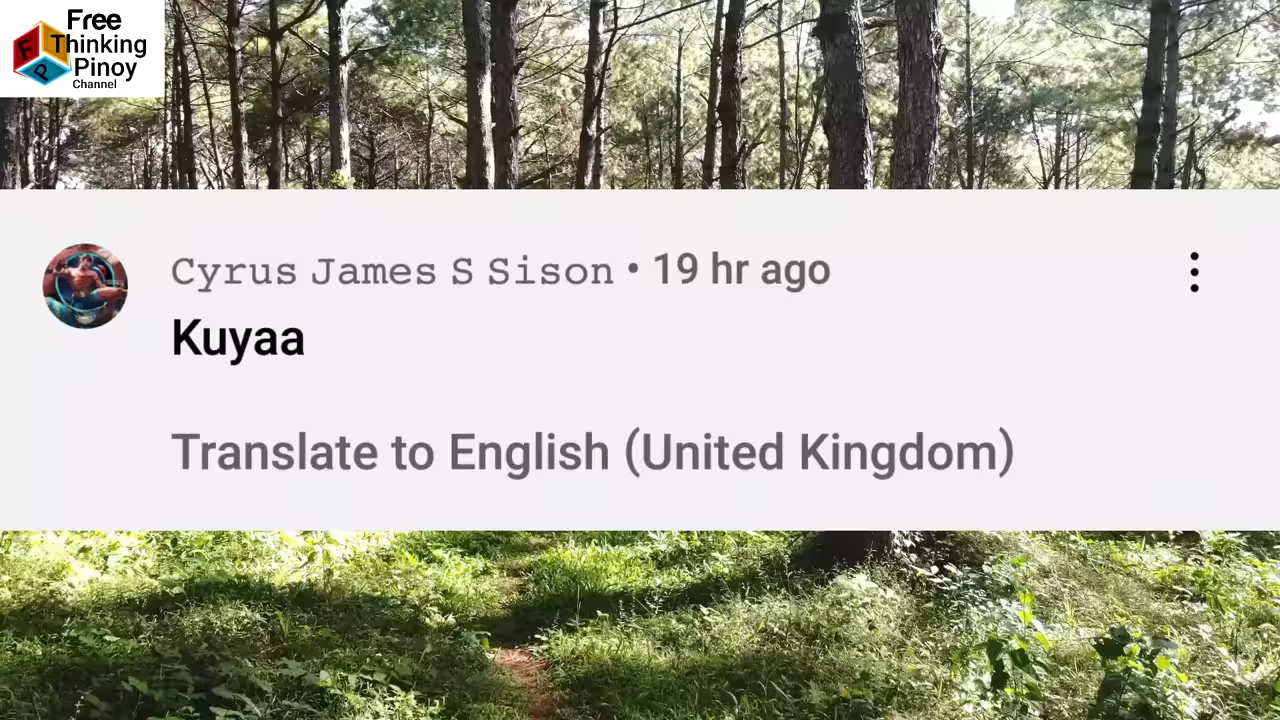 Free
Thinking
Pinoy
Channel
F
P
Cyrus James S Sison • 19 hr ago
Kuyaa
Translate to English (United Kingdom)